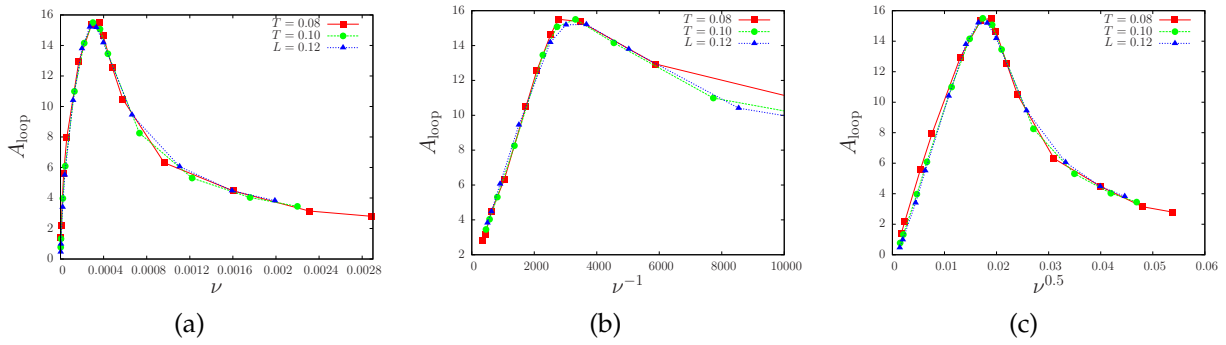 A_loop
16
14
12
10
8
6
4
2
0
0 0.0004 0.0008 0.0012 0.0016 0.002 0.0024 0.0028
ν
T = 0.08
T = 0.10
L = 0.12
(a)
A_loop
16
14
12
10
8
6
4
2
0 2000 4000 6000 8000 10000
ν^{-1}
T = 0.08
T = 0.10
L = 0.12
(b)
A_loop
16
14
12
10
8
6
4
2
0
0 0.01 0.02 0.03 0.04 0.05 0.06
ν^{0.5}
T = 0.08
T = 0.10
L = 0.12
(c)